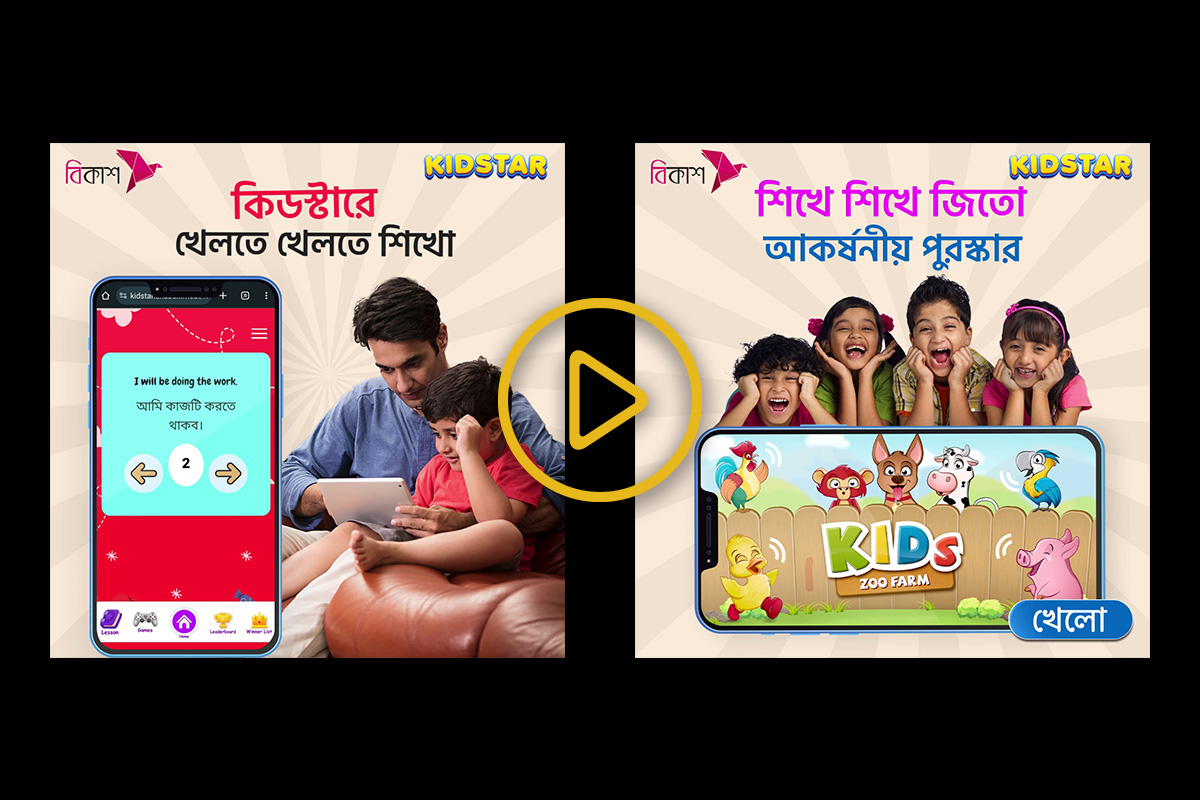 বিকাশ
KIDSTAR
কিডস্টারে
খেলতে খেলতে শিখো
I will be doing the work.
আমি কাজটি করতে
থাকব।
2
Lesson
Games
Home
Leaderboard
Winner List
বিকাশ
KIDSTAR
শিখে শিখে জিতো
আকর্ষনীয় পুরস্কার
KIDS
ZOO FARM
খেলো